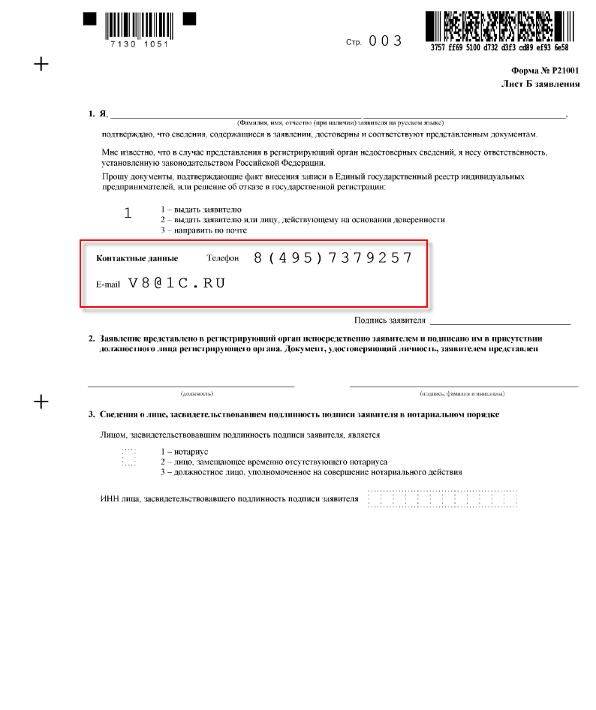 7130 1051
Стр. 003
3757 ff69 5100 d732 d3f3 cd89 ef93 6e58
Форма № Р21001
Лист Б заявления
1. Я,
(Фамилия, имя, отчество (при наличии) заявителя на русском языке)
подтверждаю, что сведения, содержащиеся в заявлении, достоверны и соответствуют представленным документам.
Мне известно, что в случае представления в регистрирующий орган недостоверных сведений, я несу ответственность,
установленную законодательством Российской Федерации.
Прошу документы, подтверждающие факт внесения записи в Единый государственный реестр индивидуальных
предпринимателей, или решение об отказе в государственной регистрации:
1
1 – выдать заявителю
2 – выдать заявителю или лицу, действующему на основании доверенности
3 – направить по почте
Контактные данные Телефон 8(495)7379257
E-mail V8@1C.RU
Подпись заявителя
2. Заявление представлено в регистрирующий орган непосредственно заявителем и подписано им в присутствии
должностного лица регистрирующего органа. Документ, удостоверяющий личность, заявителем представлен
(должность) (подпись, фамилия и инициалы)
3. Сведения о лице, засвидетельствовавшем подлинность подписи заявителя в нотариальном порядке
Лицом, засвидетельствовавшим подлинность подписи заявителя, является
1 – нотариус
2 – лицо, замещающее временно отсутствующего нотариуса
3 – должностное лицо, уполномоченное на совершение нотариального действия
ИНН лица, засвидетельствовавшего подлинность подписи заявителя